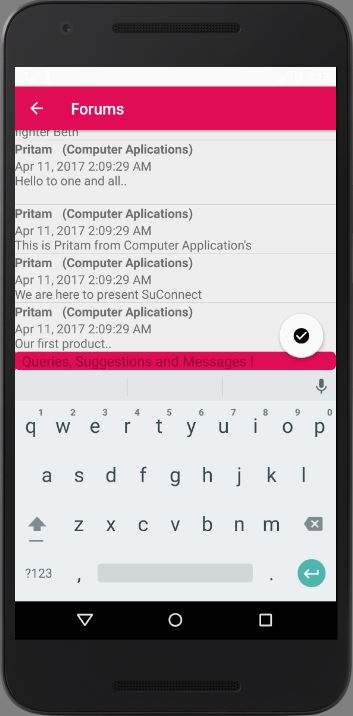 Forums
fighter Beth
Pritam (Computer Aplications)
Apr 11, 2017 2:09:29 AM
Hello to one and all..
Pritam (Computer Aplications)
Apr 11, 2017 2:09:29 AM
This is Pritam from Computer Application's
Pritam (Computer Aplications)
Apr 11, 2017 2:09:29 AM
We are here to present SuConnect
Pritam (Computer Aplications)
Apr 11, 2017 2:09:29 AM
Our first product..
Queries, Suggestions and Messages !
1 2 3 4 5 6 7 8 9 0
q w e r t y u i o p
a s d f g h j k l
z x c v b n m
?123 , .